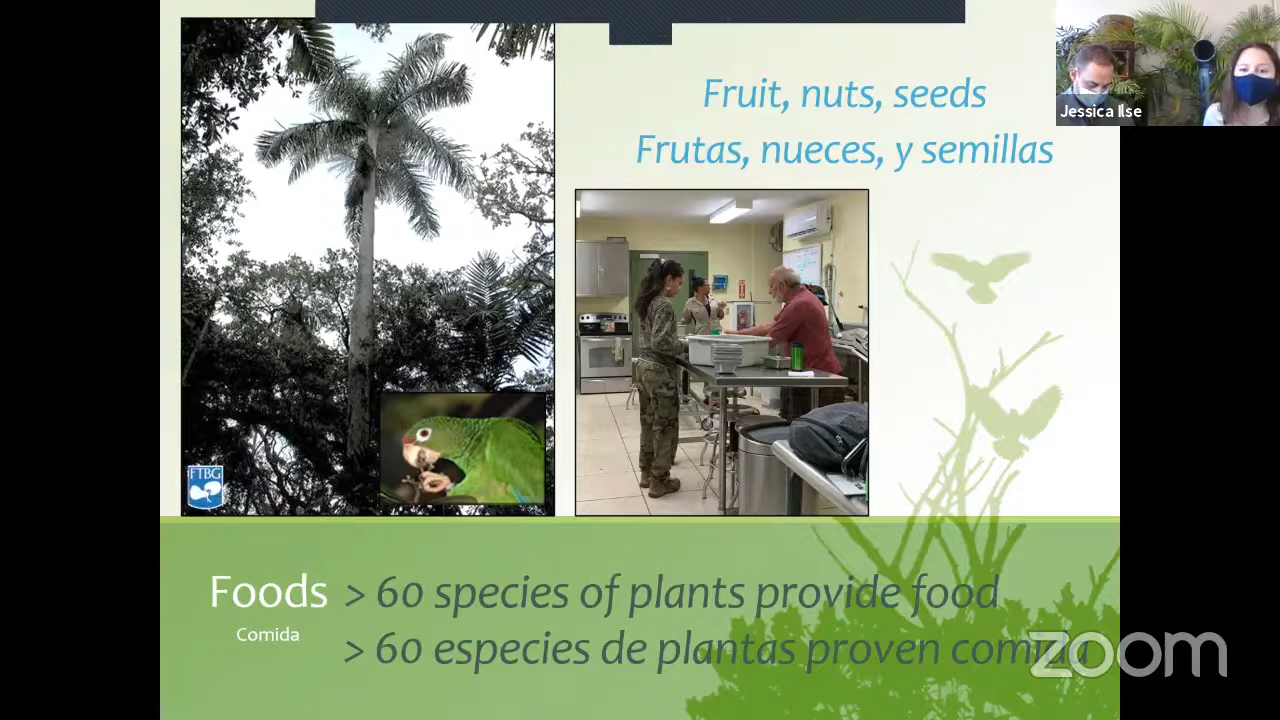 Fruit, nuts, seeds
Frutas, nueces, y semillas
Jessica Ilse
FTBG
Foods > 60 species of plants provide food
Comida
> 60 especies de plantas proven comida
zoom